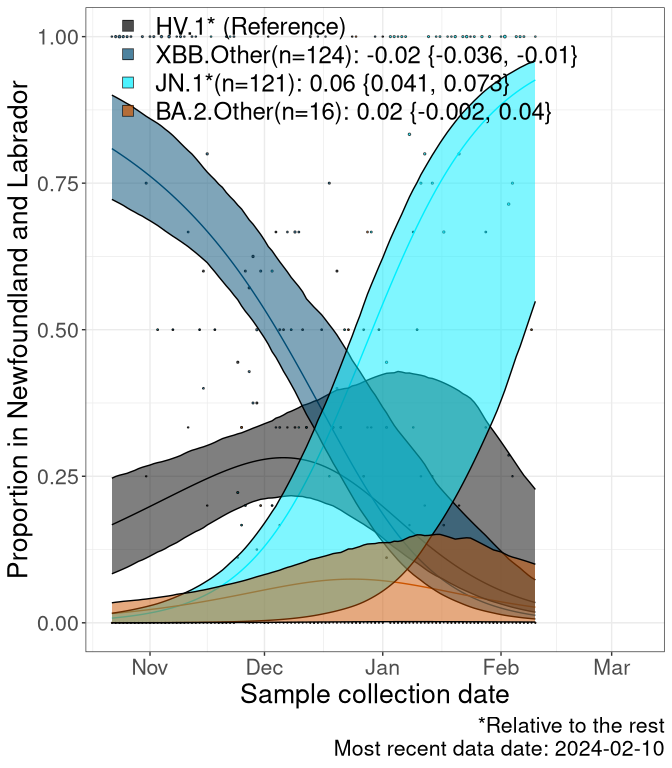 HV.1* (Reference)
XBB.Other(n=124): -0.02 {-0.036, -0.01}
JN.1*(n=121): 0.06 {0.041, 0.073}
BA.2.Other(n=16): 0.02 {-0.002, 0.04}
Proportion in Newfoundland and Labrador
1.00
0.75
0.50
0.25
0.00
Nov Dec Jan Feb Mar
Sample collection date
*Relative to the rest
Most recent data date: 2024-02-10